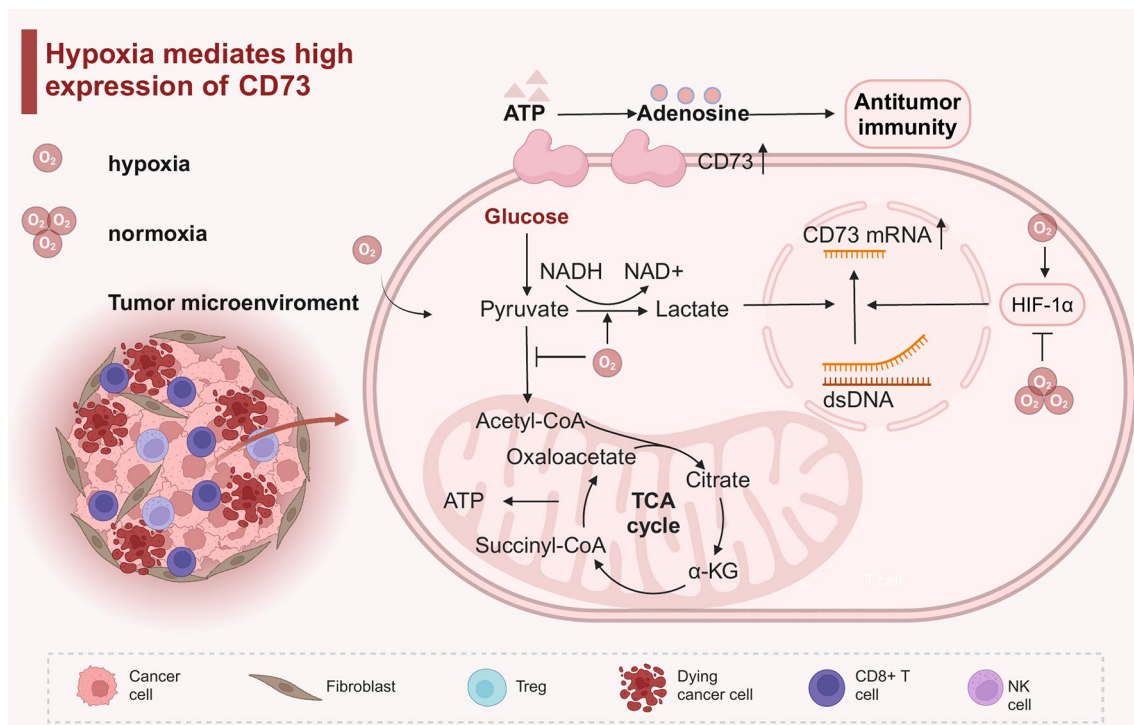 Hypoxia mediates high
expression of CD73
O₂
hypoxia
O₂ O₂
O₂
normoxia
Tumor microenviroment
ATP
Adenosine
Antitumor
immunity
CD73
Glucose
O₂
NADH
NAD+
Pyruvate
Lactate
O₂
CD73 mRNA
dsDNA
O₂
HIF-1α
O₂
O₂ O₂
Acetyl-CoA
Oxaloacetate
Citrate
ATP
TCA
cycle
Succinyl-CoA
α-KG
T cell
Cancer
cell
Fibroblast
Treg
Dying
cancer cell
CD8+ T
cell
NK
cell